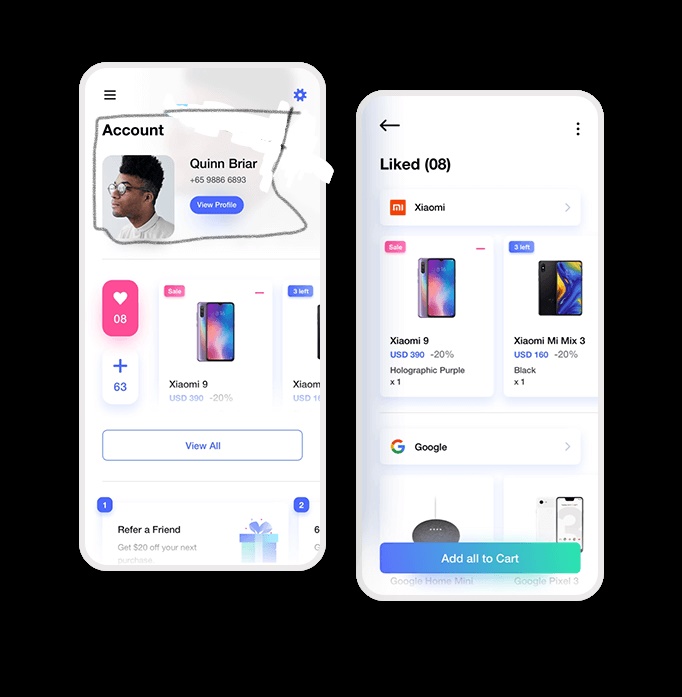 Account
Quinn Briar
+65 9886 6893
View Profile
08
63
Sale
Xiaomi 9
USD 390 -20%
3 left
Xiaom
USD 16
View All
1
Refer a Friend
Get $20 off your next
purchase
2
6
G
Liked (08)
Xiaomi
Sale
Xiaomi 9
USD 390 -20%
Holographic Purple
x 1
3 left
Xiaomi Mi Mix 3
USD 160 -20%
Black
x 1
Google
Add all to Cart
Google Home Mini
Google Pixel 3